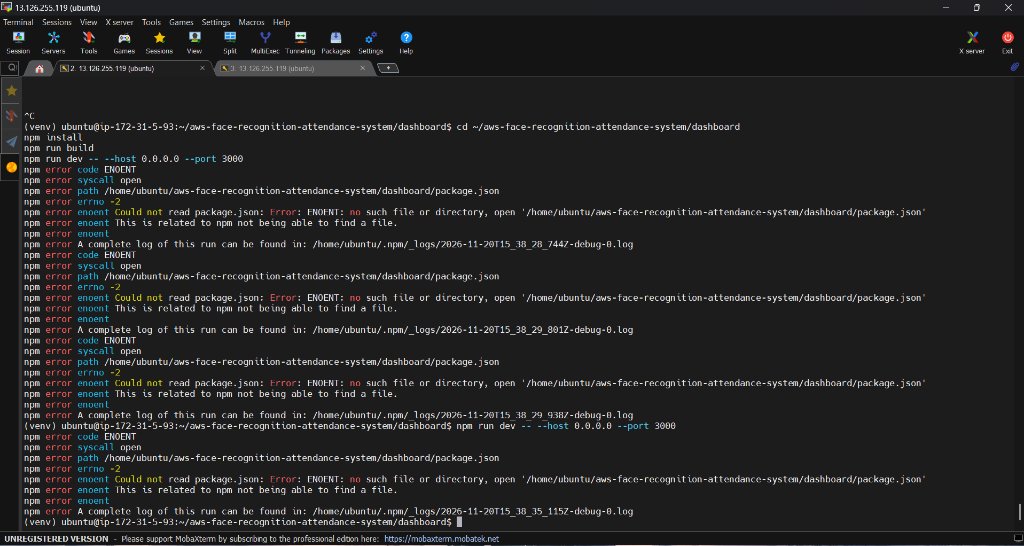 13.126.255.119 (ubuntu)
Terminal Sessions View X server Tools Games Settings Macros Help
Session Servers Tools Games Sessions View Split MultiExec Tunneling Packages Settings Help X server Exit
2. 13.126.255.119 (ubuntu) 3. 13.126.255.119 (ubuntu)
^C
(venv) ubuntu@ip-172-31-5-93:~/aws-face-recognition-attendance-system/dashboard$ cd ~/aws-face-recognition-attendance-system/dashboard
npm install
npm run build
npm run dev -- --host 0.0.0.0 --port 3000
npm error code ENOENT
npm error syscall open
npm error path /home/ubuntu/aws-face-recognition-attendance-system/dashboard/package.json
npm error errno -2
npm error enoent Could not read package.json: Error: ENOENT: no such file or directory, open '/home/ubuntu/aws-face-recognition-attendance-system/dashboard/package.json'
npm error enoent This is related to npm not being able to find a file.
npm error enoent
npm error A complete log of this run can be found in: /home/ubuntu/.npm/_logs/2026-11-20T15_38_28_744Z-debug-0.log
npm error code ENOENT
npm error syscall open
npm error path /home/ubuntu/aws-face-recognition-attendance-system/dashboard/package.json
npm error errno -2
npm error enoent Could not read package.json: Error: ENOENT: no such file or directory, open '/home/ubuntu/aws-face-recognition-attendance-system/dashboard/package.json'
npm error enoent This is related to npm not being able to find a file.
npm error enoent
npm error A complete log of this run can be found in: /home/ubuntu/.npm/_logs/2026-11-20T15_38_29_801Z-debug-0.log
npm error code ENOENT
npm error syscall open
npm error path /home/ubuntu/aws-face-recognition-attendance-system/dashboard/package.json
npm error errno -2
npm error enoent Could not read package.json: Error: ENOENT: no such file or directory, open '/home/ubuntu/aws-face-recognition-attendance-system/dashboard/package.json'
npm error enoent This is related to npm not being able to find a file.
npm error enoent
npm error A complete log of this run can be found in: /home/ubuntu/.npm/_logs/2026-11-20T15_38_29_938Z-debug-0.log
(venv) ubuntu@ip-172-31-5-93:~/aws-face-recognition-attendance-system/dashboard$ npm run dev -- --host 0.0.0.0 --port 3000
npm error code ENOENT
npm error syscall open
npm error path /home/ubuntu/aws-face-recognition-attendance-system/dashboard/package.json
npm error errno -2
npm error enoent Could not read package.json: Error: ENOENT: no such file or directory, open '/home/ubuntu/aws-face-recognition-attendance-system/dashboard/package.json'
npm error enoent This is related to npm not being able to find a file.
npm error enoent
npm error A complete log of this run can be found in: /home/ubuntu/.npm/_logs/2026-11-20T15_38_35_115Z-debug-0.log
(venv) ubuntu@ip-172-31-5-93:~/aws-face-recognition-attendance-system/dashboard$
UNREGISTERED VERSION - Please support MobaXterm by subscribing to the professional edition here: https://mobaxterm.mobatek.net